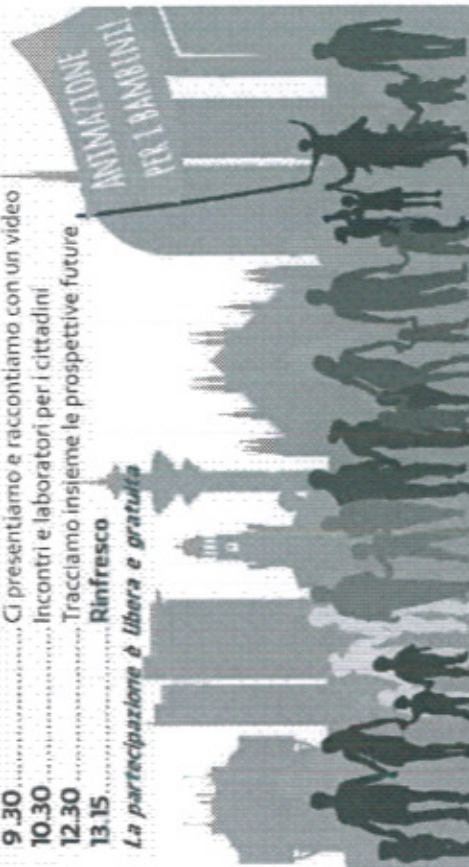 9.30 .................... Ci presentiamo e raccontiamo con un video
10.30 .................... Incontri e laboratori per i cittadini
12.30 .................... Tracciamo insieme le prospettive future
13.15 .................... Rinfresco
La partecipazione è libera e gratuita
ANIMAZIONE
PER I BAMBINI